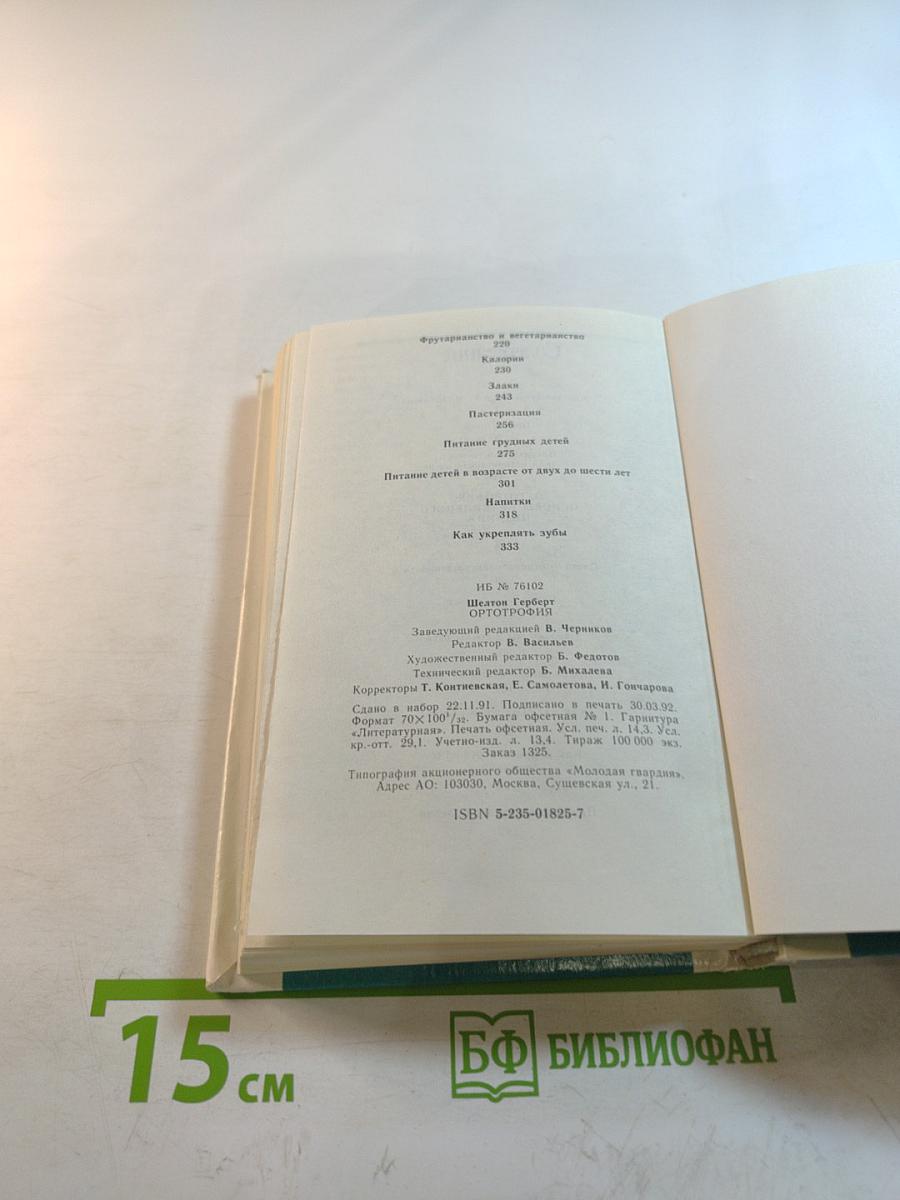 Фрутарианство и вегетарианство
220
Калории
230
Злаки
243
Пастеризация
256
Питание грудных детей
275
Питание детей в возрасте от двух до шести лет
301
Напитки
318
Как укреплять зубы
333
ИБ № 76102
Шелтон Герберт
ОРТОТРОФИЯ
Заведующий редакцией В. Черников
Редактор В. Васильев
Художественный редактор Б. Федотов
Технический редактор Б. Михалева
Корректоры Т. Контиевская, Е. Самолетова, И. Гончарова
Сдано в набор 22.11.91. Подписано в печать 30.03.92.
Формат 70×100¹/₃₂. Бумага офсетная № 1. Гарнитура
«Литературная». Печать офсетная. Усл. печ. л. 14,3. Усл.
кр.-отт. 29,1. Учетно-изд. л. 13,4. Тираж 100 000 экз.
Заказ 1325.
Типография акционерного общества «Молодая гвардия».
Адрес АО: 103030, Москва, Сущевская ул., 21.
ISBN 5-235-01825-7
15 см
БФ БИБЛИОФАН